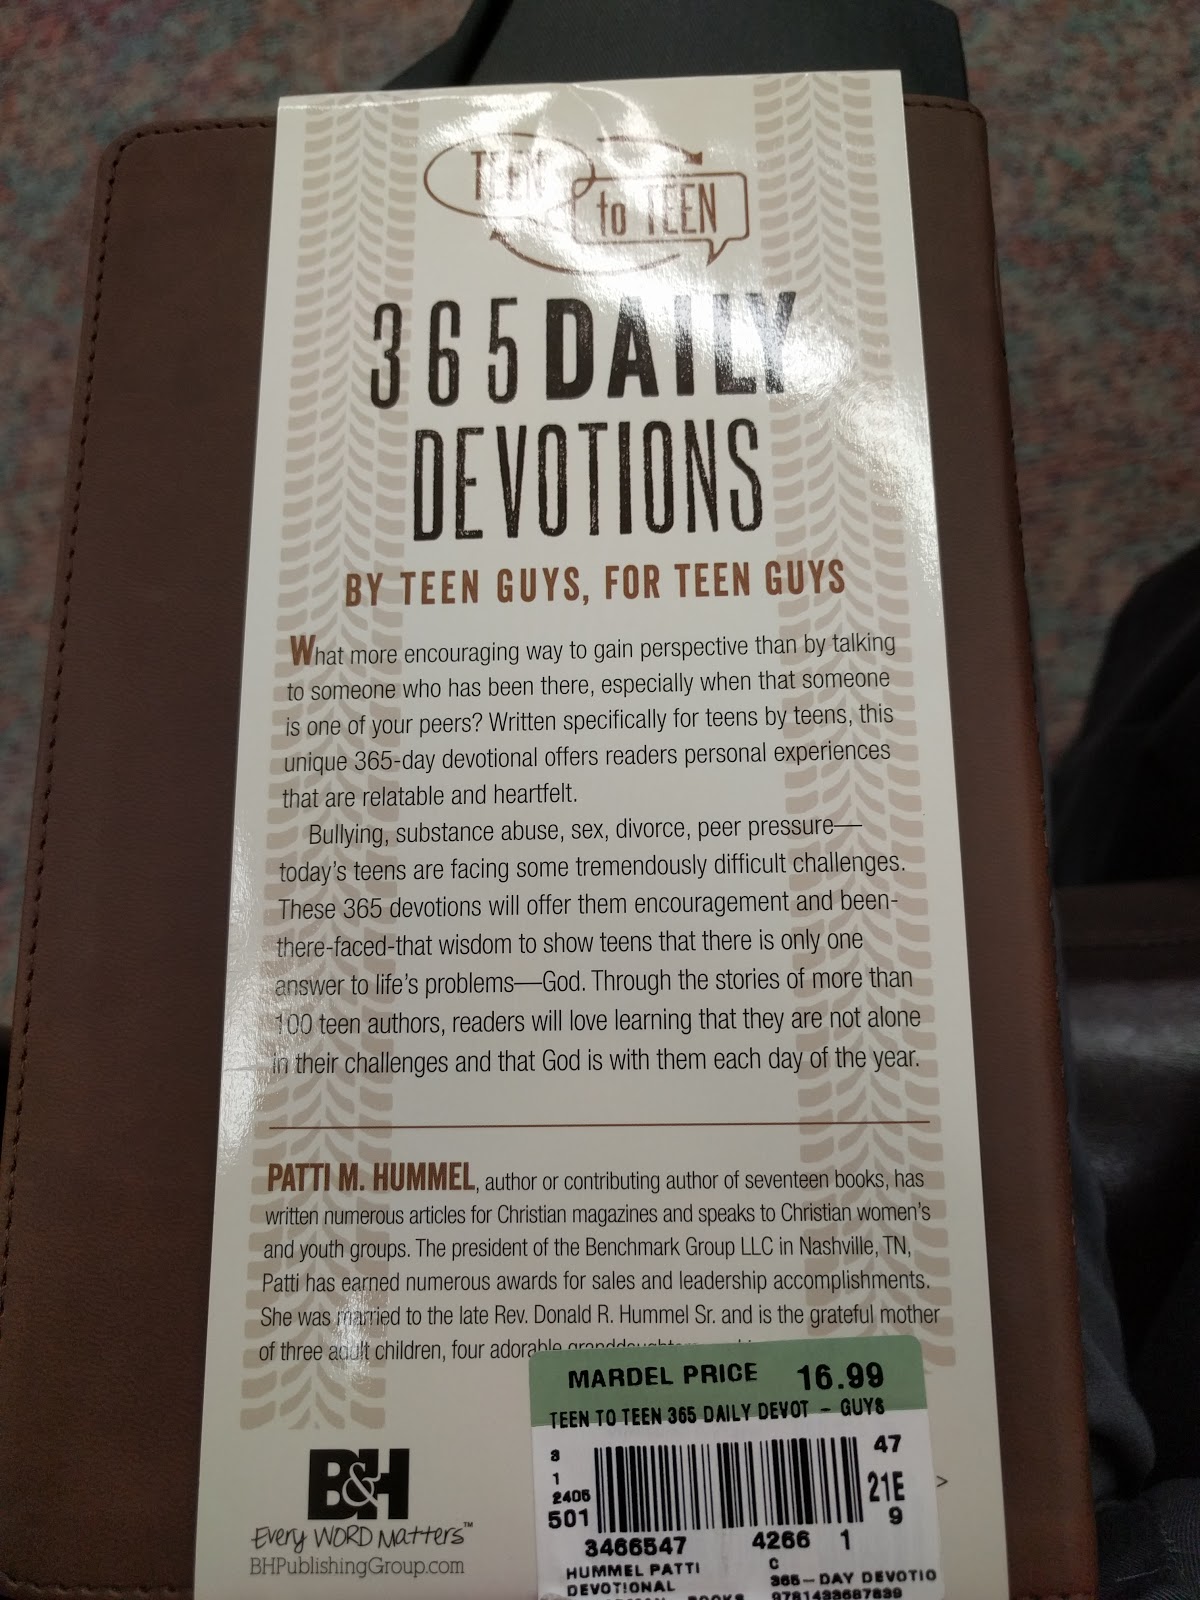 TEEN
to TEEN
365 DAILY
DEVOTIONS
BY TEEN GUYS, FOR TEEN GUYS
What more encouraging way to gain perspective than by talking
to someone who has been there, especially when that someone
is one of your peers? Written specifically for teens by teens, this
unique 365-day devotional offers readers personal experiences
that are relatable and heartfelt.
Bullying, substance abuse, sex, divorce, peer pressure—
today's teens are facing some tremendously difficult challenges.
These 365 devotions will offer them encouragement and been-
there-faced-that wisdom to show teens that there is only one
answer to life's problems—God. Through the stories of more than
100 teen authors, readers will love learning that they are not alone
in their challenges and that God is with them each day of the year.
PATTI M. HUMMEL, author or contributing author of seventeen books, has
written numerous articles for Christian magazines and speaks to Christian women's
and youth groups. The president of the Benchmark Group LLC in Nashville, TN,
Patti has earned numerous awards for sales and leadership accomplishments.
She was married to the late Rev. Donald R. Hummel Sr. and is the grateful mother
of three adult children, four adorable
MARDEL PRICE 16.99
TEEN TO TEEN 365 DAILY DEVOT - GUYS
3 47
1
2406 21E
501 9
3466547 4266 1
HUMMEL PATTI C
DEVOTIONAL 365-DAY DEVOTIO
BOOKS 9781433687839
>
B&H
Every WORD Matters™
BHPublishingGroup.com